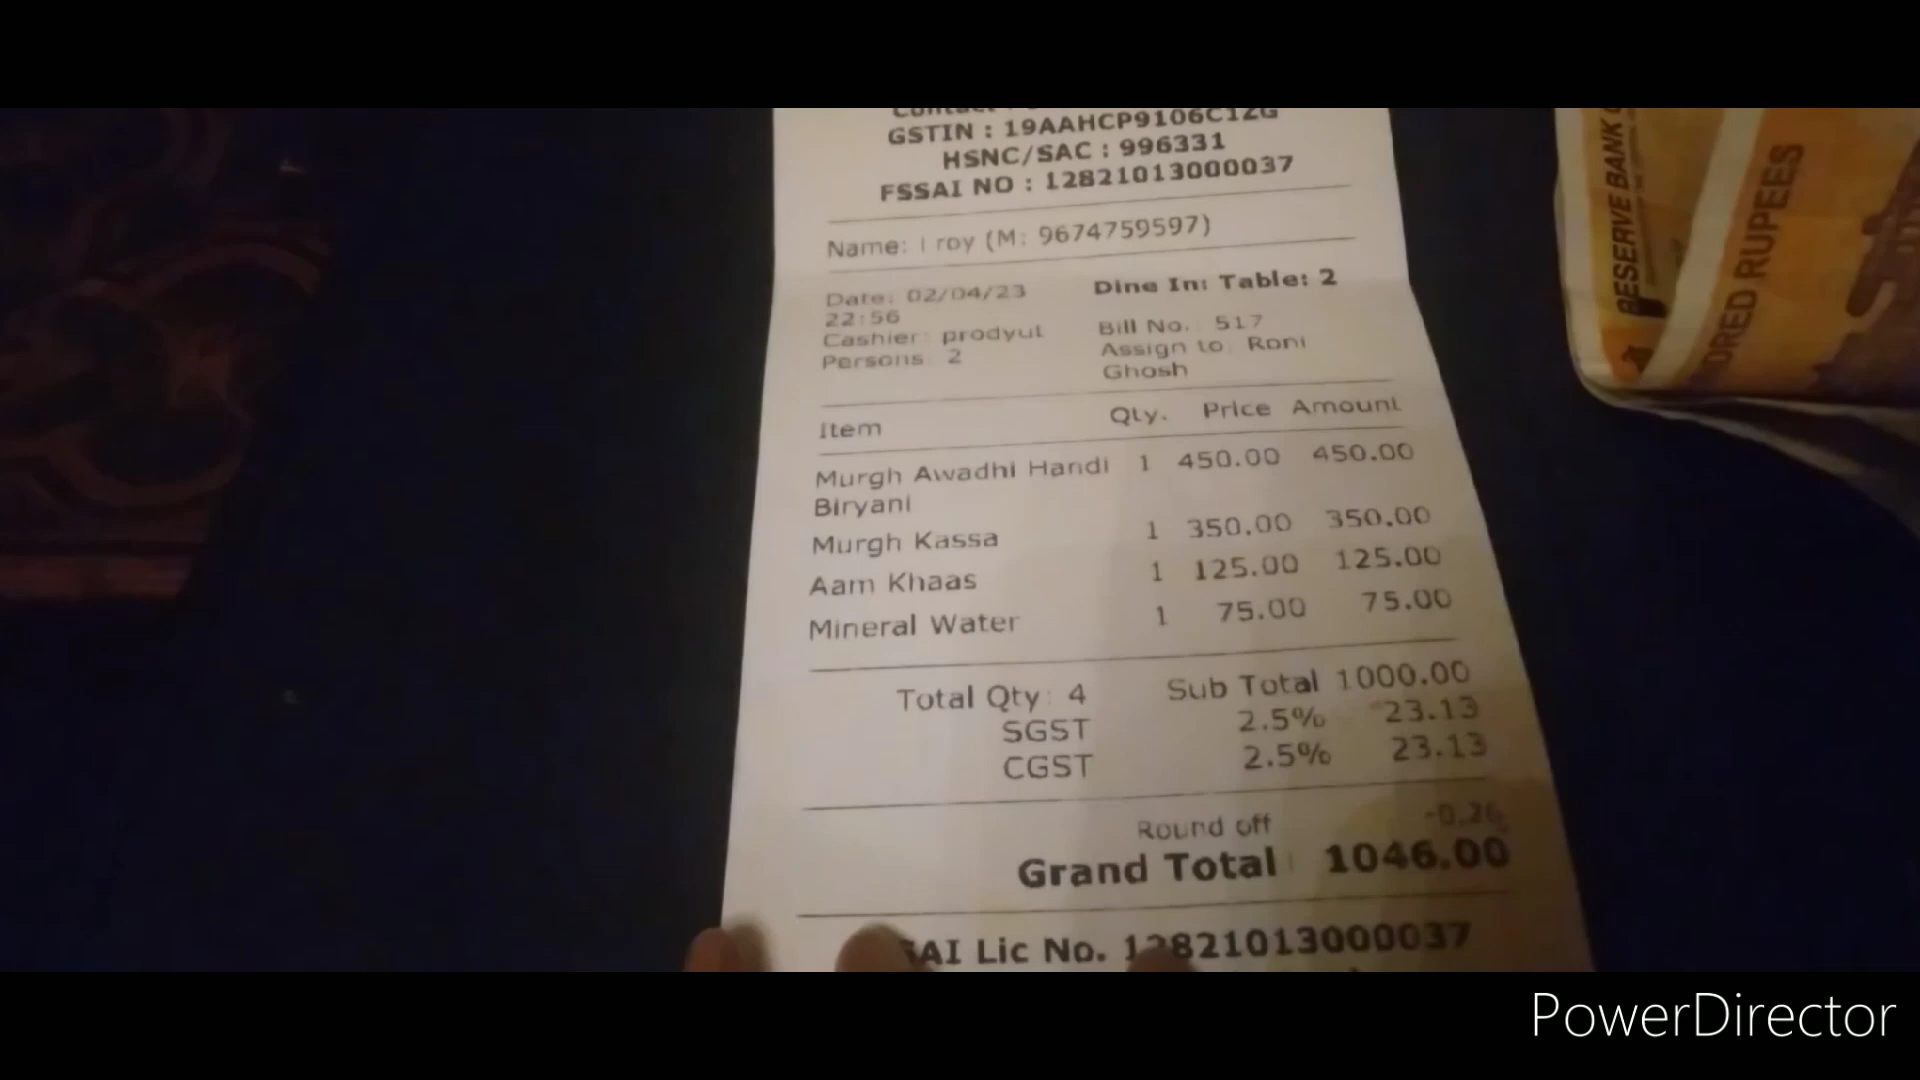 GSTIN : 19AAHCP9106C1ZG
HSNC/SAC : 996331
FSSAI NO : 12821013000037
Name: i roy (M: 9674759597)
Date: 02/04/23
22:56
Dine In: Table: 2
Cashier: prodyut
Bill No. : 517
Persons: 2
Assign to: Roni
Ghosh
Item Qty. Price Amount
Murgh Awadhi Handi 1 450.00 450.00
Biryani
Murgh Kassa 1 350.00 350.00
Aam Khaas 1 125.00 125.00
Mineral Water 1 75.00 75.00
Total Qty: 4 Sub Total 1000.00
SGST 2.5% 23.13
CGST 2.5% 23.13
Round off -0.26
Grand Total : 1046.00
SAI Lic No. 12821013000037
RESERVE BANK
DRED RUPEES
PowerDirector